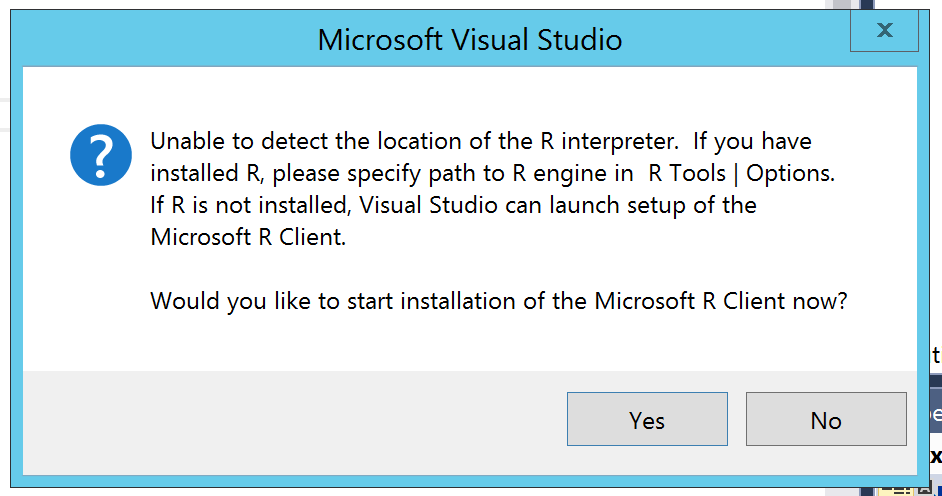 Microsoft Visual Studio
x
Unable to detect the location of the R interpreter.  If you have
installed R, please specify path to R engine in  R Tools | Options.
If R is not installed, Visual Studio can launch setup of the
Microsoft R Client.
Would you like to start installation of the Microsoft R Client now?
Yes No